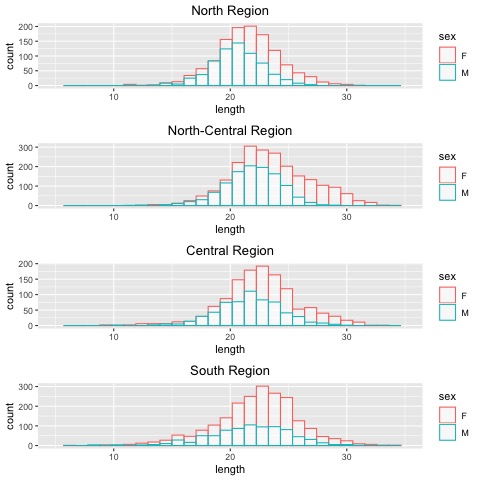 North Region
200
150
100
50
0
count
10 20 30
length
sex
F
M
North-Central Region
300
200
100
0
count
10 20 30
length
sex
F
M
Central Region
200
150
100
50
0
count
10 20 30
length
sex
F
M
South Region
300
200
100
0
count
10 20 30
length
sex
F
M